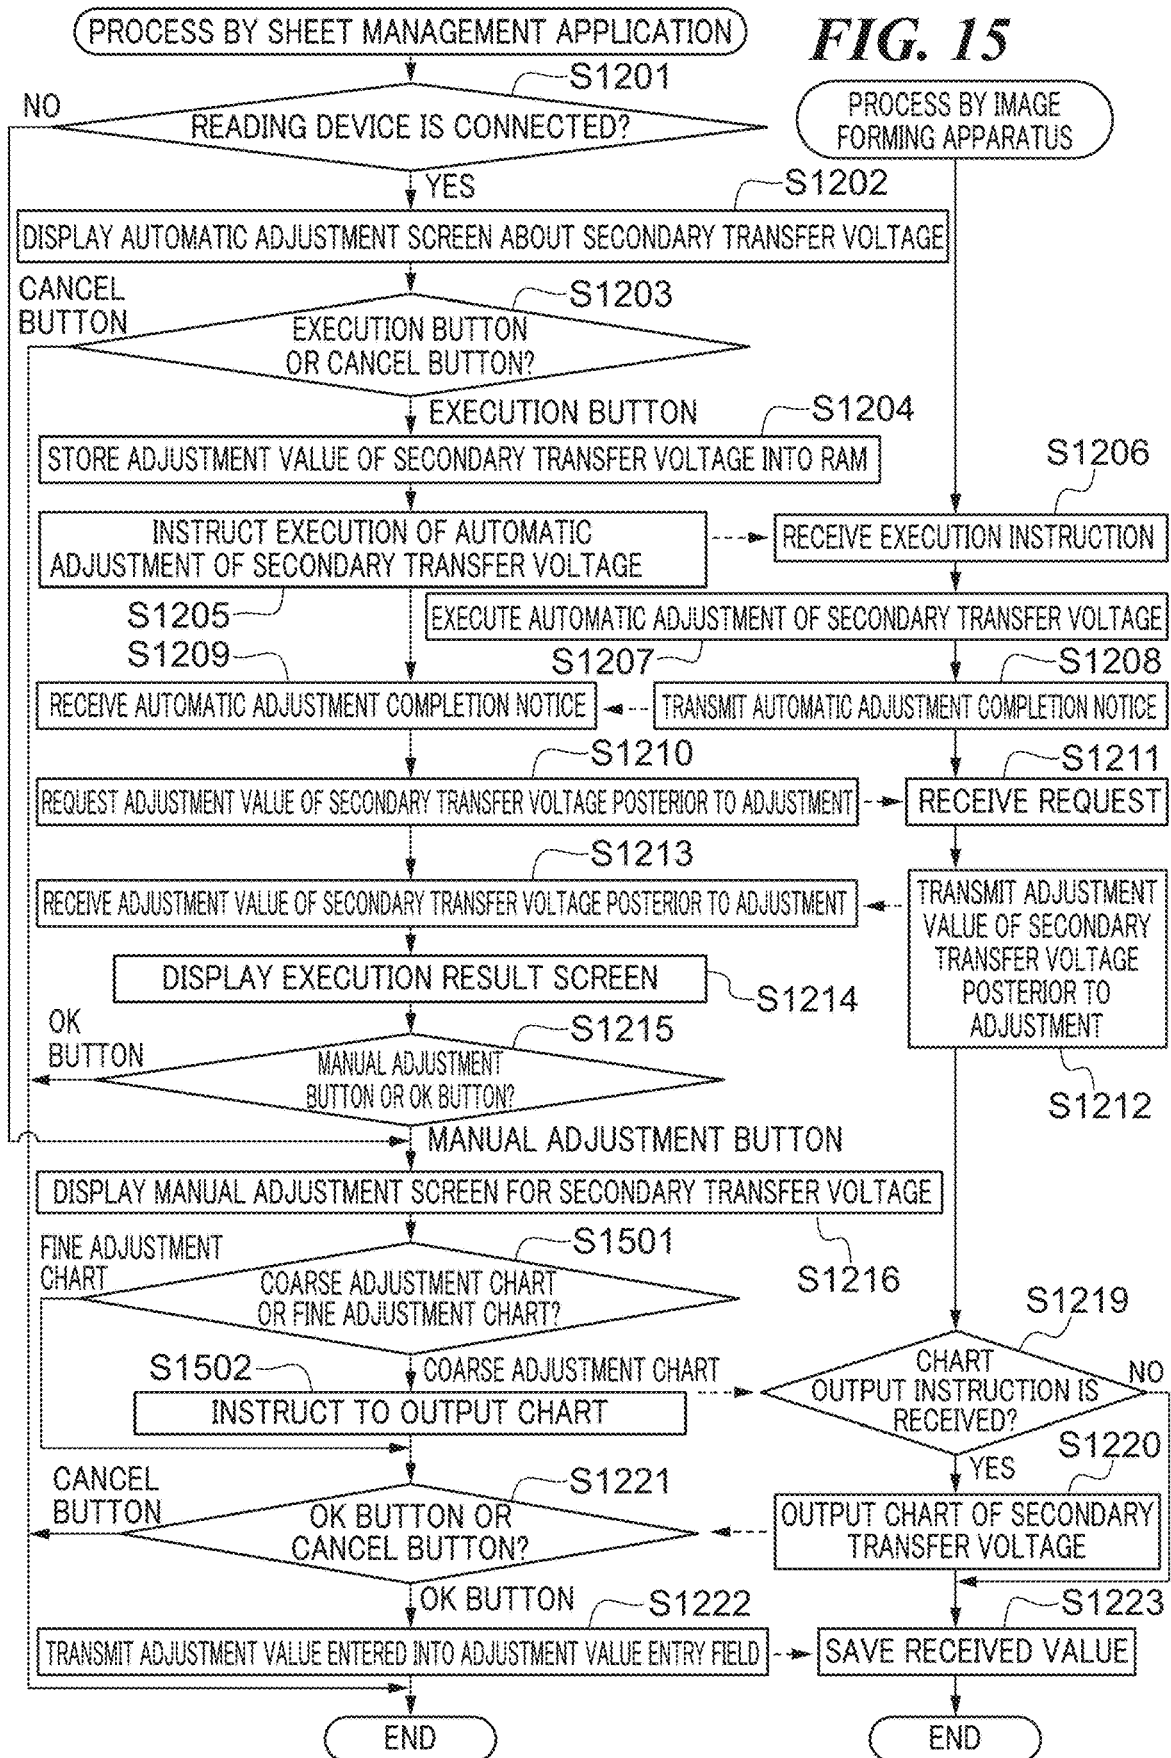 PROCESS BY SHEET MANAGEMENT APPLICATION
FIG. 15
S1201
NO
READING DEVICE IS CONNECTED?
PROCESS BY IMAGE
FORMING APPARATUS
YES
S1202
DISPLAY AUTOMATIC ADJUSTMENT SCREEN ABOUT SECONDARY TRANSFER VOLTAGE
CANCEL
BUTTON
S1203
EXECUTION BUTTON
OR CANCEL BUTTON?
EXECUTION BUTTON
S1204
STORE ADJUSTMENT VALUE OF SECONDARY TRANSFER VOLTAGE INTO RAM
S1206
INSTRUCT EXECUTION OF AUTOMATIC
ADJUSTMENT OF SECONDARY TRANSFER VOLTAGE
RECEIVE EXECUTION INSTRUCTION
S1205
EXECUTE AUTOMATIC ADJUSTMENT OF SECONDARY TRANSFER VOLTAGE
S1209
S1207
S1208
RECEIVE AUTOMATIC ADJUSTMENT COMPLETION NOTICE
TRANSMIT AUTOMATIC ADJUSTMENT COMPLETION NOTICE
S1210
S1211
REQUEST ADJUSTMENT VALUE OF SECONDARY TRANSFER VOLTAGE POSTERIOR TO ADJUSTMENT
RECEIVE REQUEST
S1213
RECEIVE ADJUSTMENT VALUE OF SECONDARY TRANSFER VOLTAGE POSTERIOR TO ADJUSTMENT
TRANSMIT ADJUSTMENT
VALUE OF SECONDARY
TRANSFER VOLTAGE
POSTERIOR TO
ADJUSTMENT
DISPLAY EXECUTION RESULT SCREEN
S1214
OK
BUTTON
S1215
MANUAL ADJUSTMENT
BUTTON OR OK BUTTON?
S1212
MANUAL ADJUSTMENT BUTTON
DISPLAY MANUAL ADJUSTMENT SCREEN FOR SECONDARY TRANSFER VOLTAGE
FINE ADJUSTMENT
CHART
S1501
S1216
COARSE ADJUSTMENT CHART
OR FINE ADJUSTMENT CHART?
S1219
S1502
COARSE ADJUSTMENT CHART
CHART
OUTPUT INSTRUCTION IS
RECEIVED?
NO
INSTRUCT TO OUTPUT CHART
YES
S1220
CANCEL
BUTTON
S1221
OK BUTTON OR
CANCEL BUTTON?
OUTPUT CHART OF SECONDARY
TRANSFER VOLTAGE
OK BUTTON
S1222
S1223
TRANSMIT ADJUSTMENT VALUE ENTERED INTO ADJUSTMENT VALUE ENTRY FIELD
SAVE RECEIVED VALUE
END
END